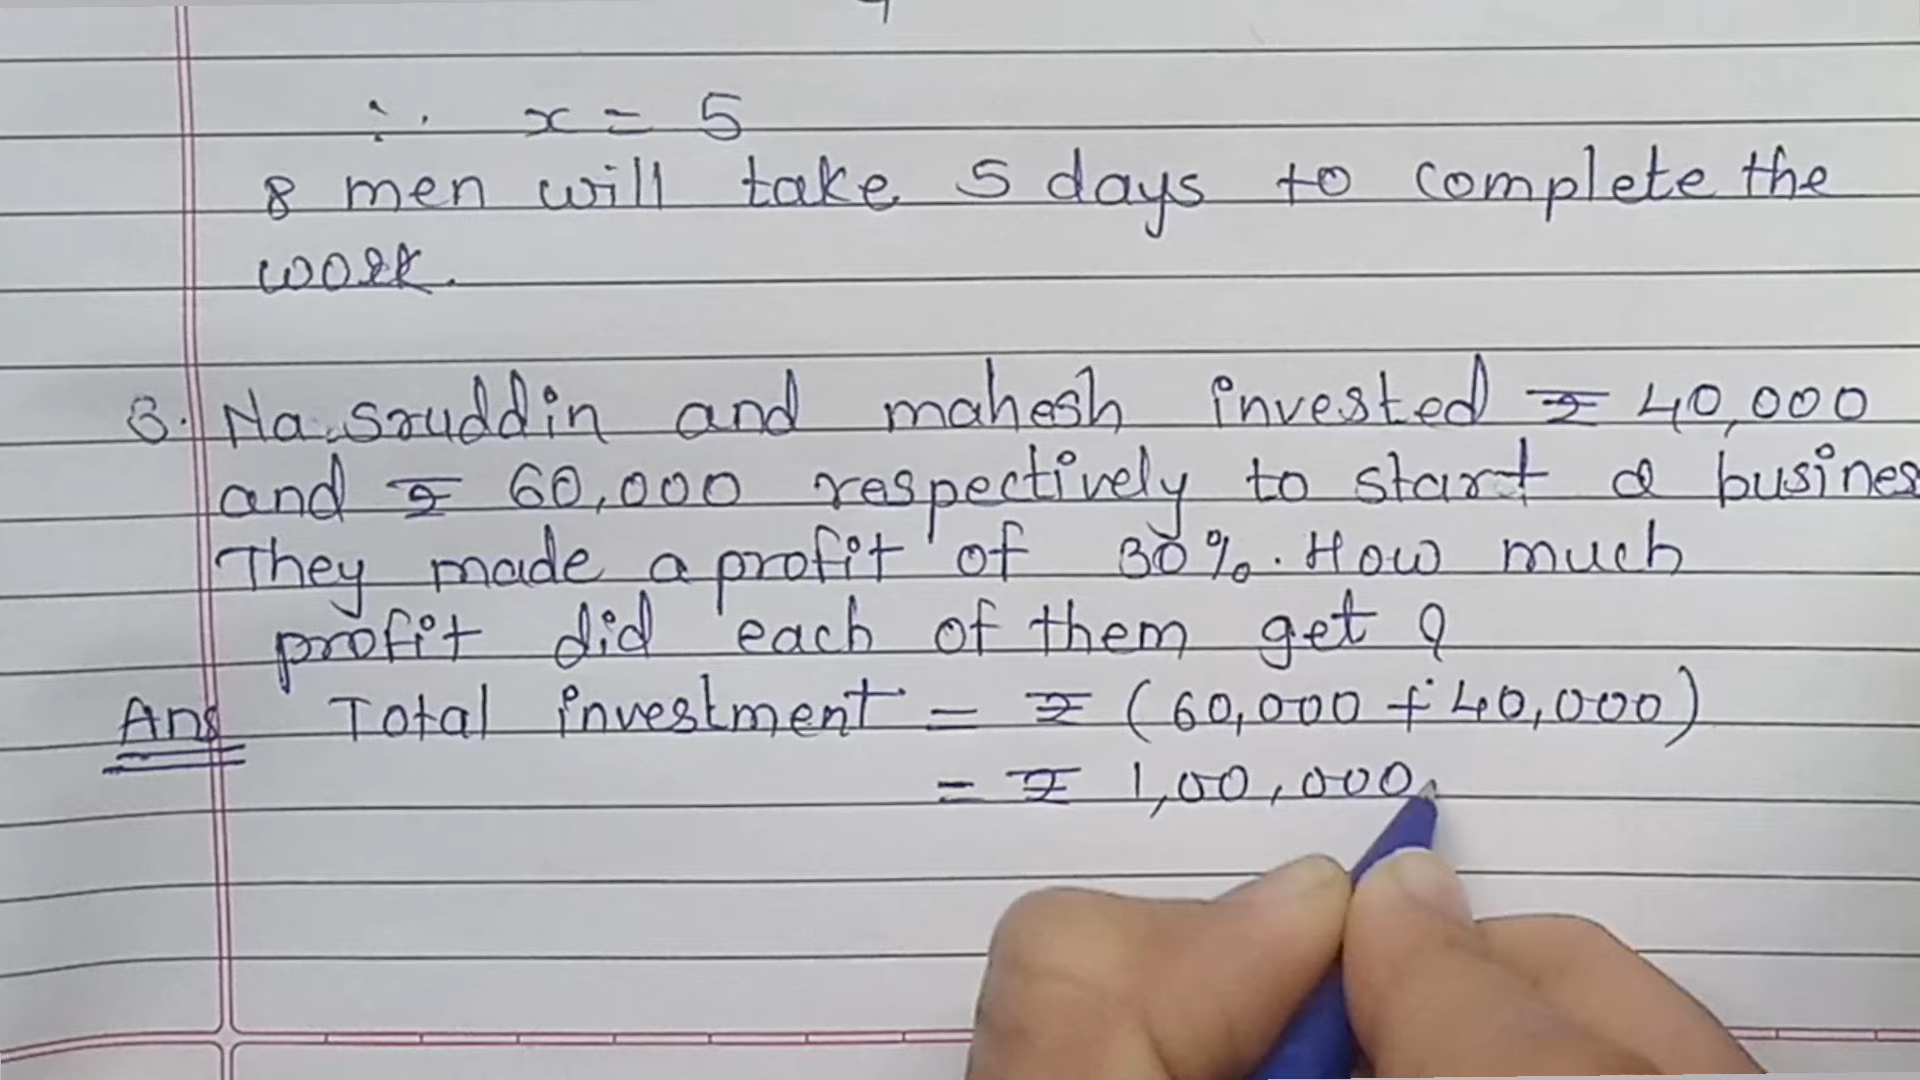 ∴ x = 5
8 men will take 5 days to complete the
work.
3. Nasruddin and mahesh invested ₹ 40,000
and ₹ 60,000 respectively to start a busines
They made a profit of 30%. How much
profit did each of them get ?
Ans Total investment = ₹ (60,000 + 40,000)
= ₹ 1,00,000